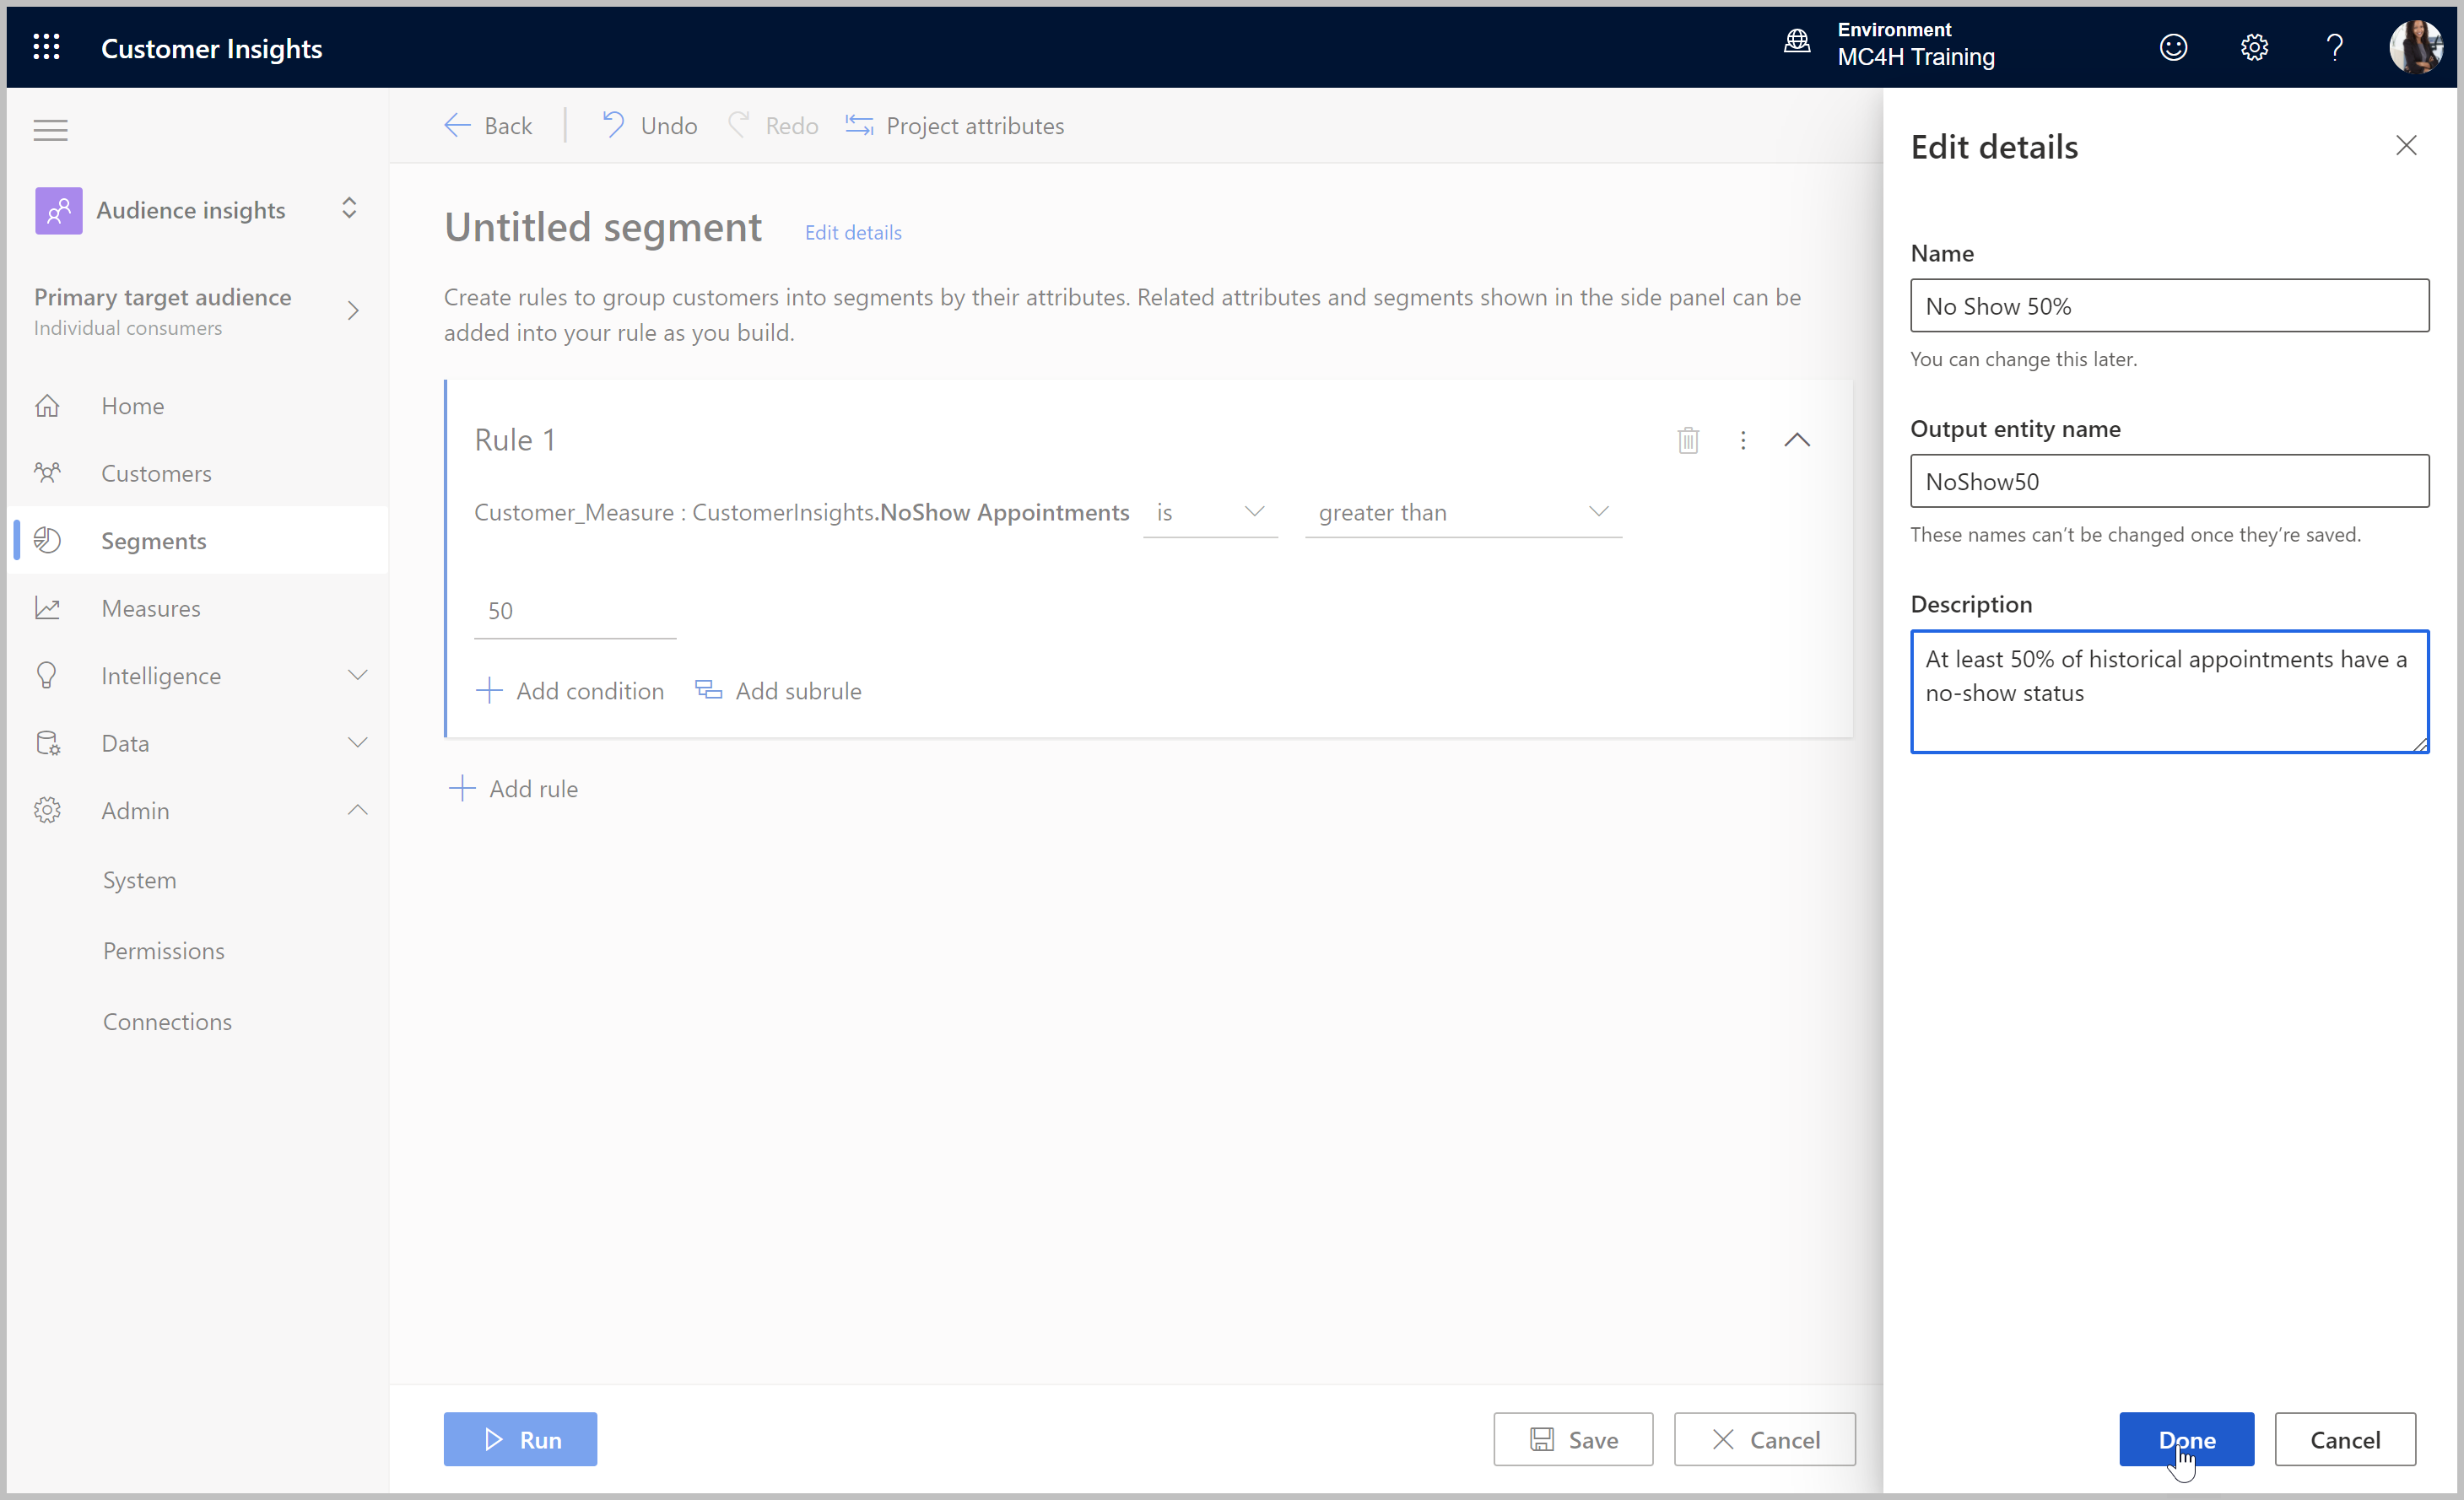 Customer Insights
Environment
MC4H Training
Back
Undo
Redo
Project attributes
Audience insights
Primary target audience
Individual consumers
Home
Customers
Segments
Measures
Intelligence
Data
Admin
System
Permissions
Connections
Untitled segment
Edit details
Create rules to group customers into segments by their attributes. Related attributes and segments shown in the side panel can be
added into your rule as you build.
Rule 1
Customer_Measure : CustomerInsights.NoShow Appointments is greater than
50
Add condition
Add subrule
Add rule
Run
Save
Cancel
Edit details
Name
No Show 50%
You can change this later.
Output entity name
NoShow50
These names can’t be changed once they’re saved.
Description
At least 50% of historical appointments have a
no-show status
Done
Cancel